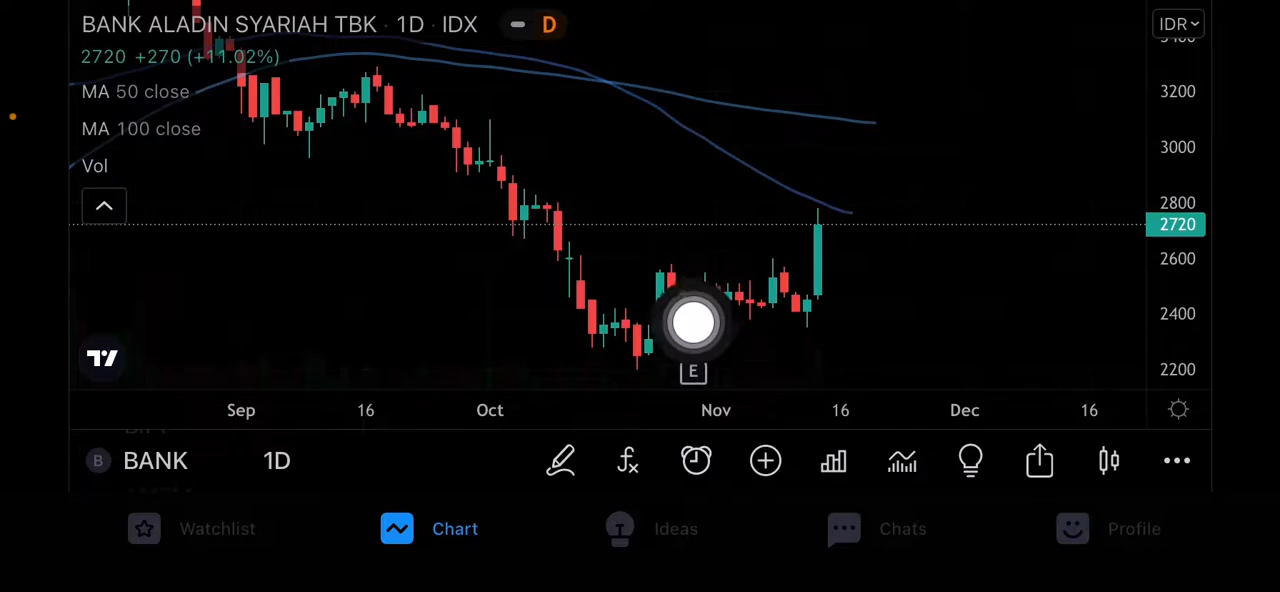 BANK ALADIN SYARIAH TBK · 1D · IDX D
IDR
2720 +270 (+11.02%)
MA 50 close
MA 100 close
Vol
3400
3200
3000
2800
2720
2600
2400
2200
E
Sep 16 Oct Nov 16 Dec 16
B BANK 1D
Watchlist Chart Ideas Chats Profile